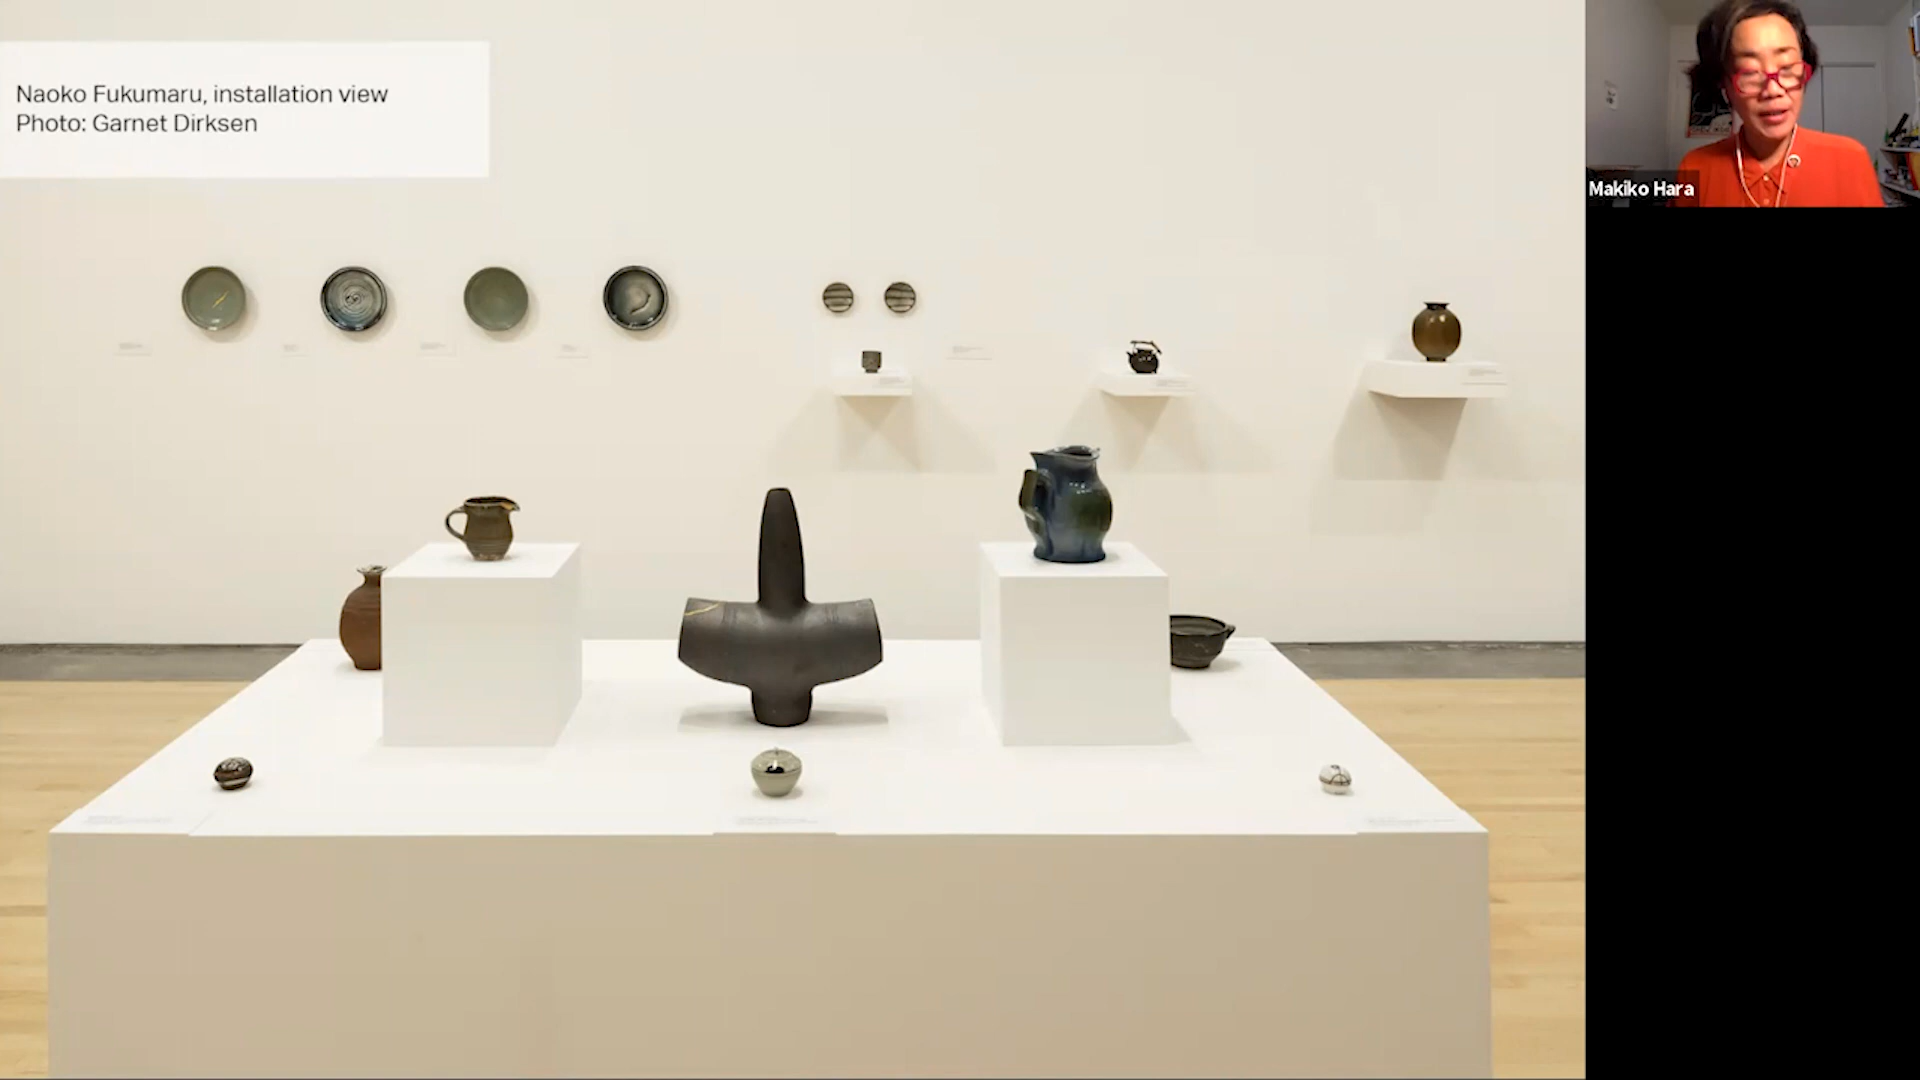 Naoko Fukumaru, installation view
Photo: Garnet Dirksen
Makiko Hara